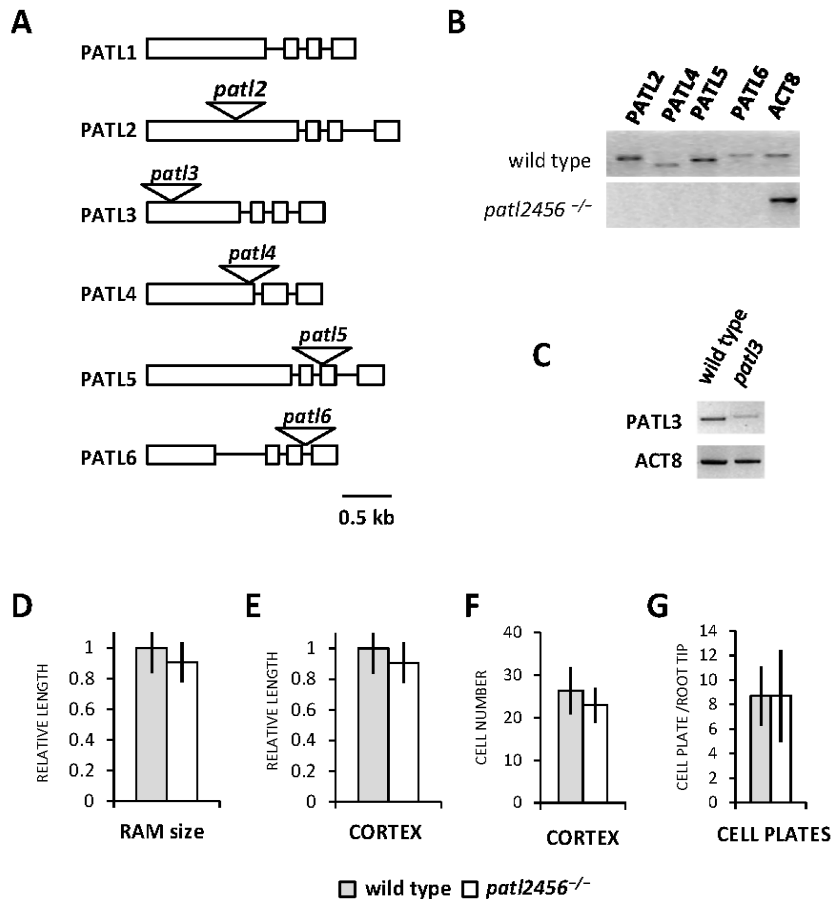 A
PATL1
patl2
PATL2
patl3
PATL3
patl4
PATL4
patl5
PATL5
patl6
PATL6
0.5 kb
B
PATL2 PATL4 PATL5 PATL6 ACT8
wild type
patl2456 −/−
C
wild type patl3
PATL3
ACT8
D
RELATIVE LENGTH
1
0.8
0.6
0.4
0.2
0
RAM size
E
RELATIVE LENGTH
1
0.8
0.6
0.4
0.2
0
CORTEX
F
CELL NUMBER
40
30
20
10
0
CORTEX
G
CELL PLATE /ROOT TIP
14
12
10
8
6
4
2
0
CELL PLATES
wild type patl2456−/−